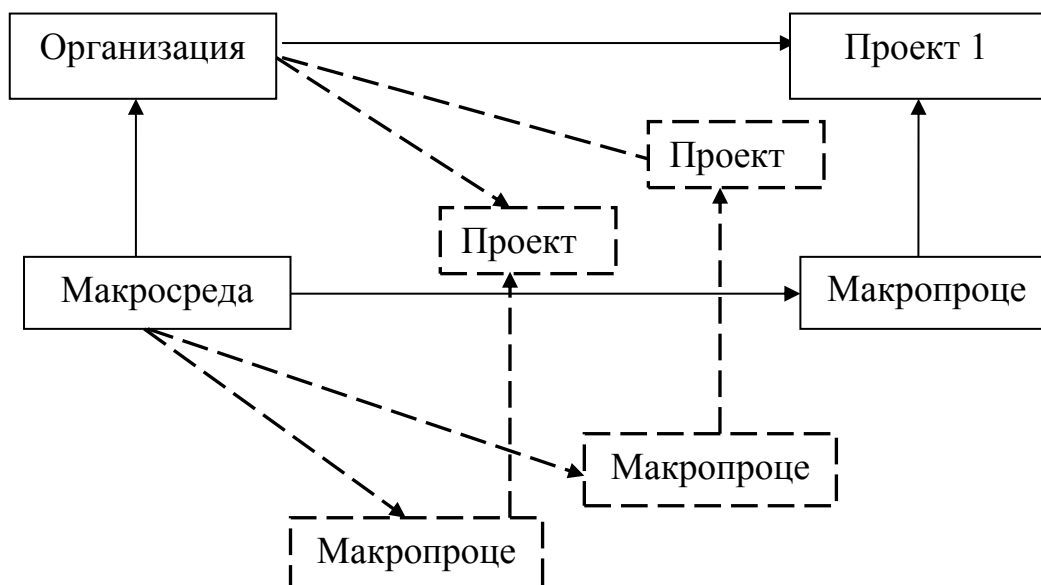 Организация
Проект 1
Проект
Проект
Макросреда
Макропроце
Макропроце
Макропроце